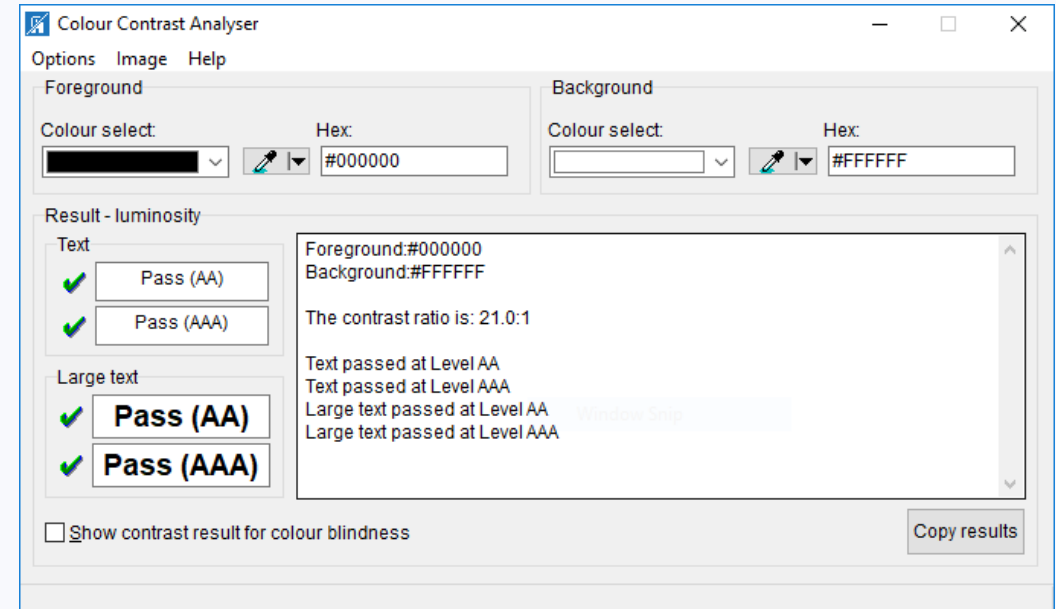 Colour Contrast Analyser
Options Image Help
Foreground
Colour select:
Hex:
#000000
Background
Colour select:
Hex:
#FFFFFF
Result - luminosity
Text
Pass (AA)
Pass (AAA)
Large text
Pass (AA)
Pass (AAA)
Foreground:#000000
Background:#FFFFFF
The contrast ratio is: 21.0:1
Text passed at Level AA
Text passed at Level AAA
Large text passed at Level AA
Large text passed at Level AAA
Window Snip
Show contrast result for colour blindness
Copy results